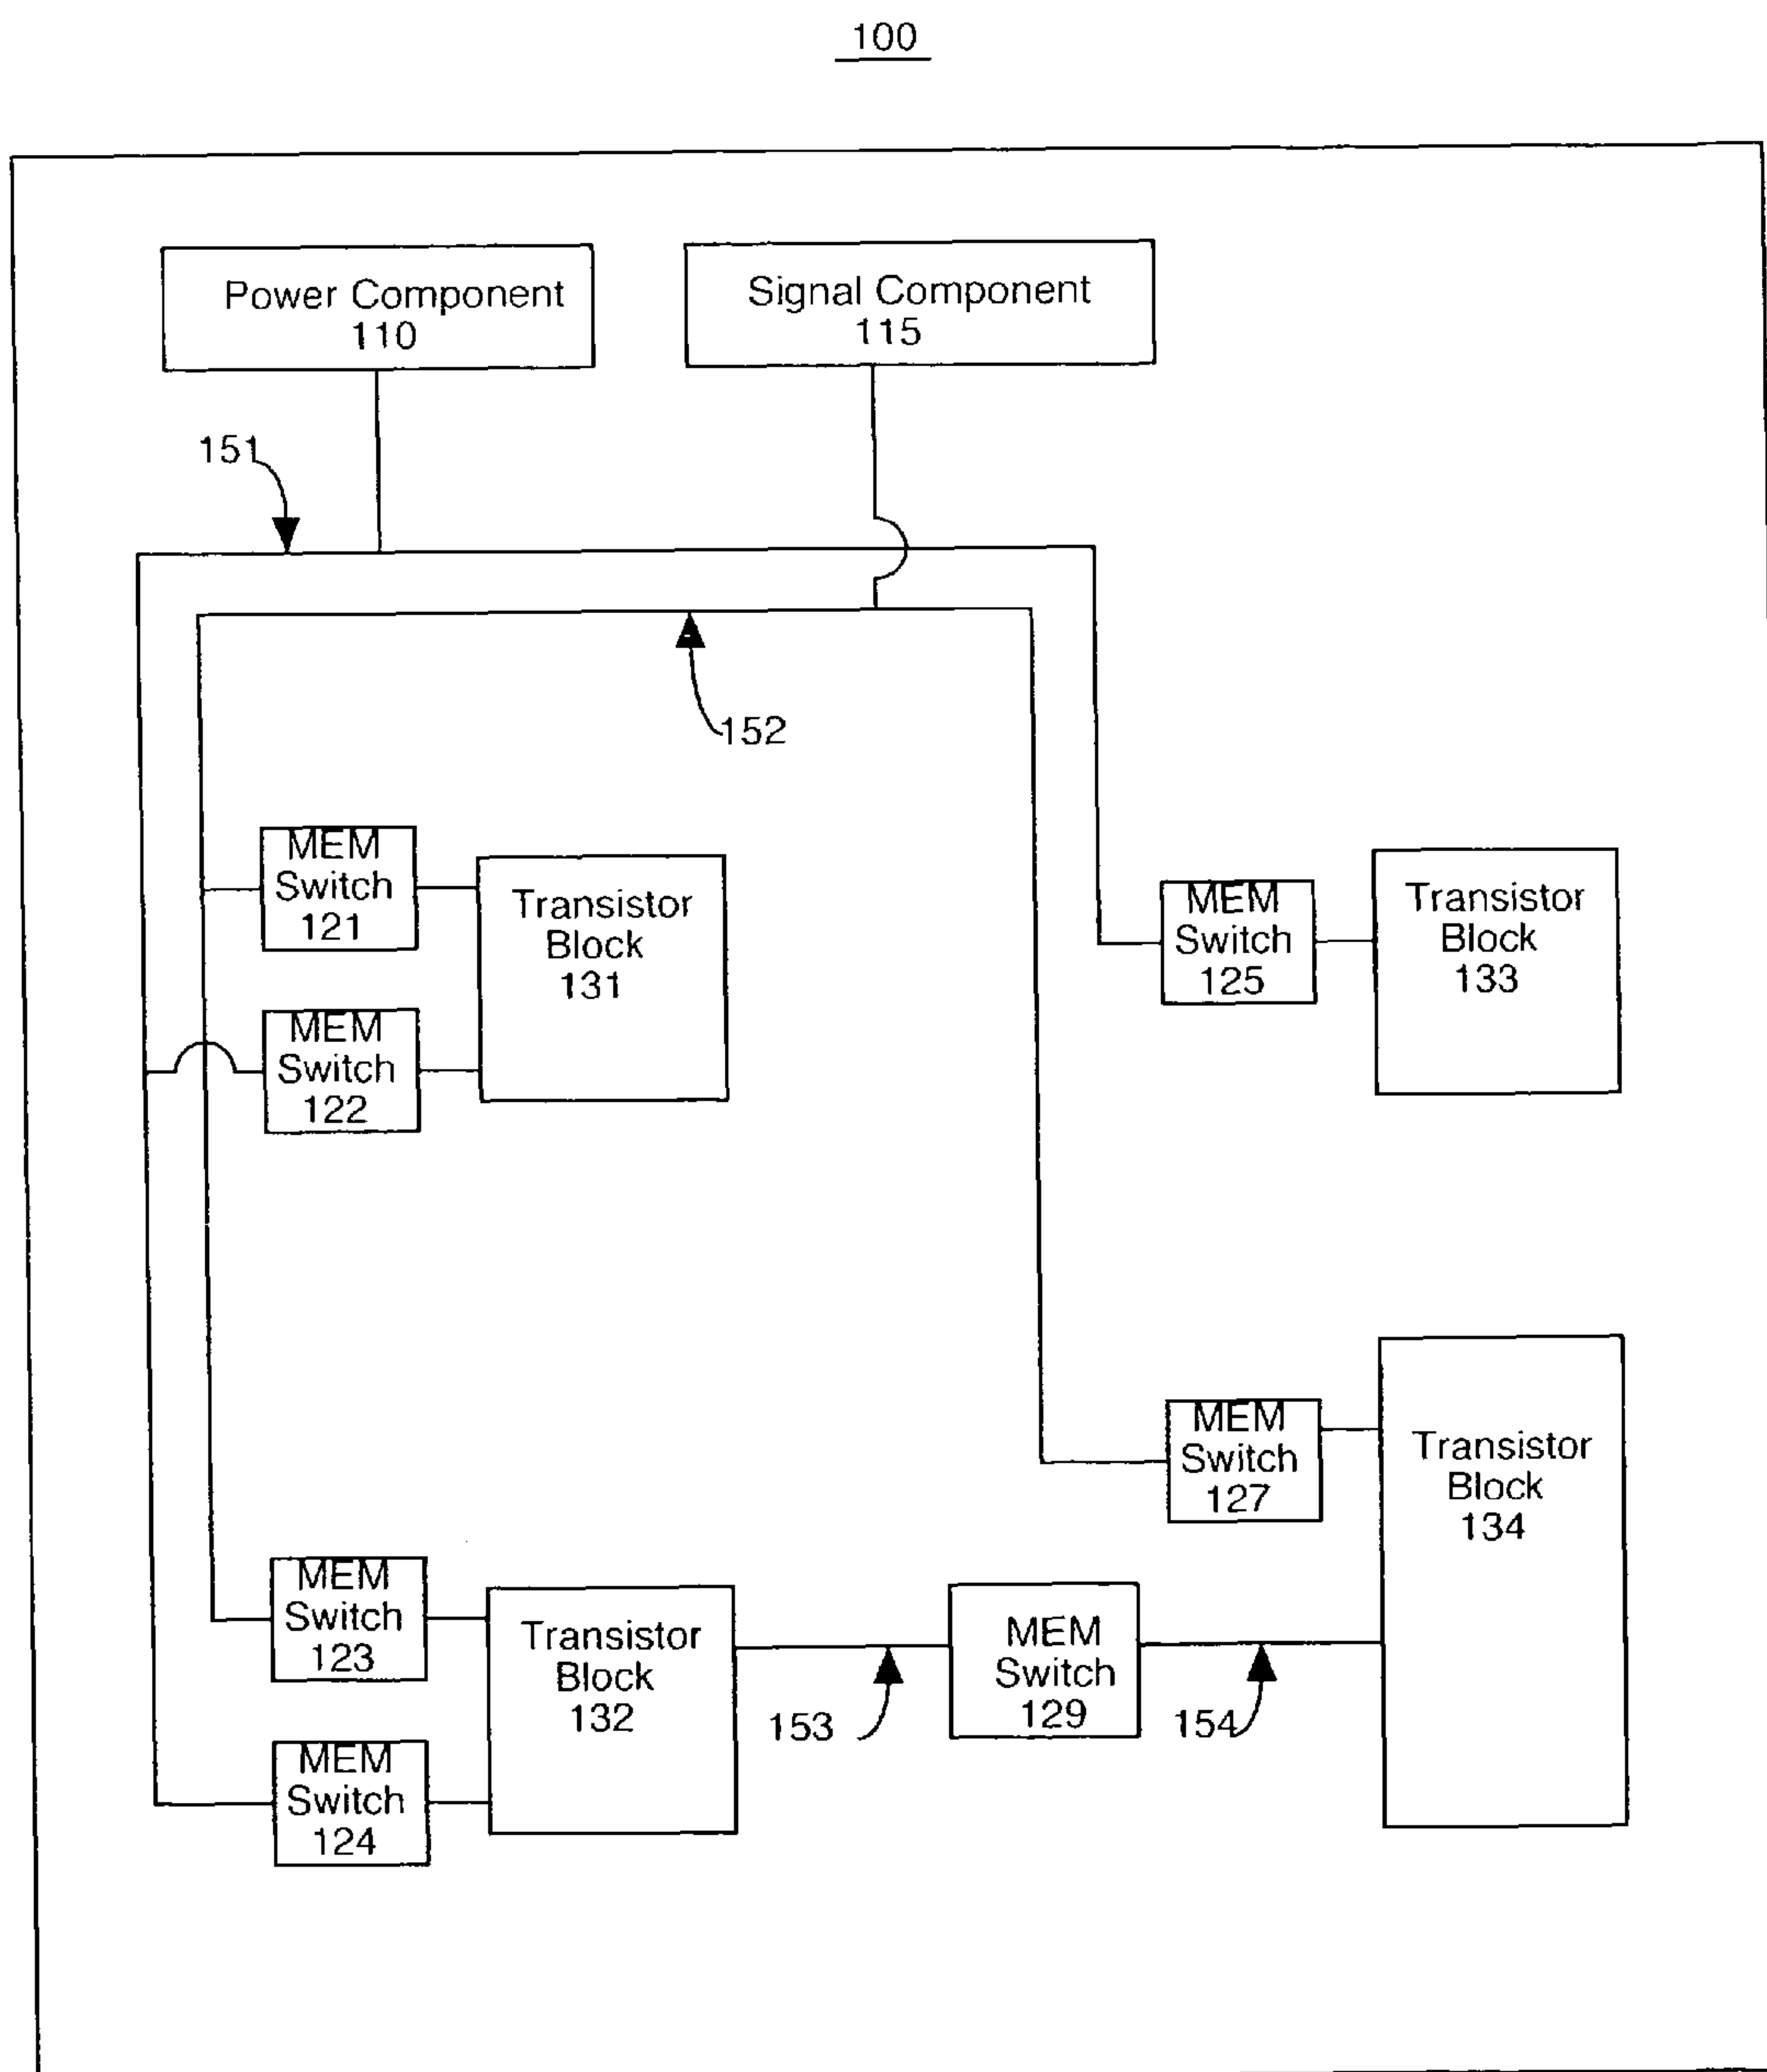 100
Power Component
110
Signal Component
115
151
152
MEM
Switch
121
Transistor
Block
131
MEM
Switch
122
MEM
Switch
125
Transistor
Block
133
MEM
Switch
127
Transistor
Block
134
MEM
Switch
123
Transistor
Block
132
MEM
Switch
124
153
MEM
Switch
129
154